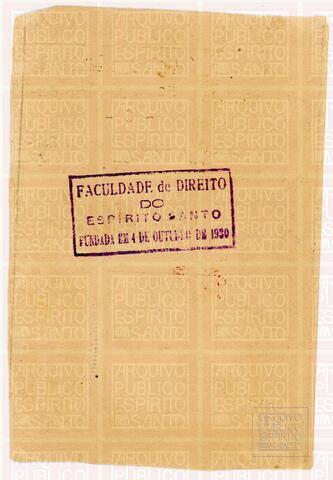 FACULDADE de DIREITO
DO
ESPÍRITO SANTO
FUNDADA EM 4 DE OUTUBRO DE 1930
ARQUIVO
PÚBLICO
ESPÍRITO
SANTO